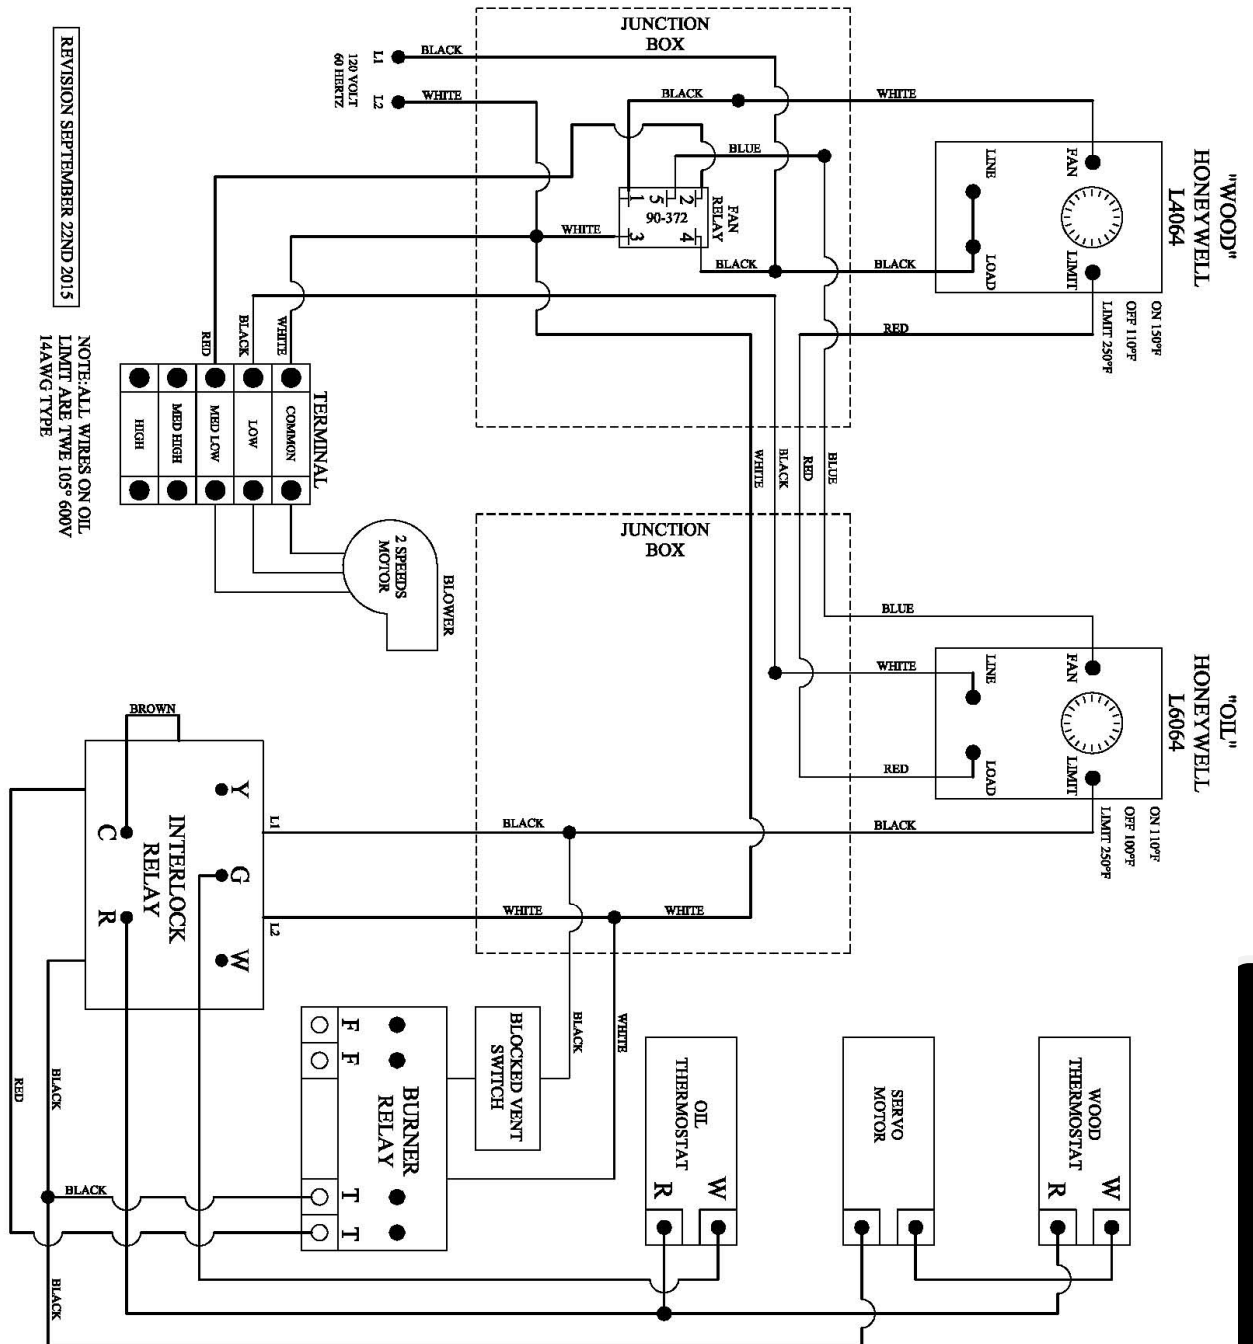 JUNCTION
BOX
L1
BLACK
120 VOLT
60 HERTZ
L2
WHITE
BLACK
WHITE
BLUE
1
5
2
90-372
3
4
FAN
RELAY
WHITE
BLACK
BLACK
RED
"WOOD"
HONEYWELL
L4064
LINE
FAN
LOAD
LIMIT
ON 150°F
OFF 110°F
LIMIT 250°F
REVISION SEPTEMBER 22ND 2015
NOTE:ALL WIRES ON OIL
LIMIT ARE TWE 105° 600V
14AWG TYPE
RED
BLACK
WHITE
TERMINAL
HIGH
MED HIGH
MED LOW
LOW
COMMON
2 SPEEDS
MOTOR
BLOWER
WHITE
BLACK
RED
BLUE
JUNCTION
BOX
BLUE
WHITE
RED
BLACK
"OIL"
HONEYWELL
L6064
LINE
FAN
LOAD
LIMIT
ON 110°F
OFF 100°F
LIMIT 250°F
BROWN
Y
C
G
R
W
INTERLOCK
RELAY
L1
BLACK
L2
WHITE
WHITE
BLACK
WHITE
RED
BLACK
BLACK
BLACK
F
F
T
T
BURNER
RELAY
BLOCKED VENT
SWITCH
OIL
THERMOSTAT
R
W
SERVO
MOTOR
WOOD
THERMOSTAT
R
W